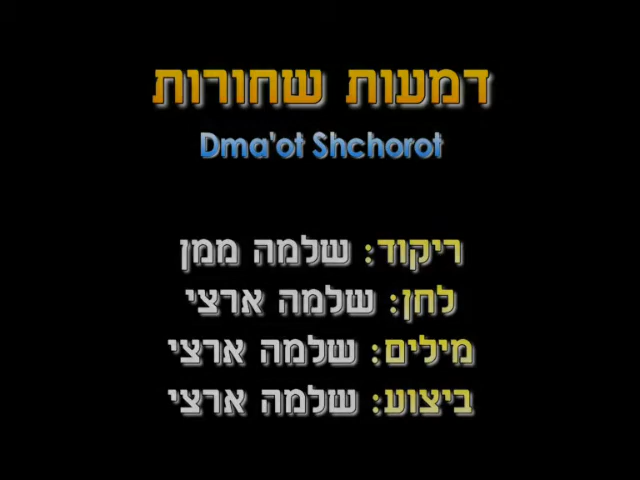 דמעות שחורות
Dma'ot Shchorot
ריקוד: שלמה ממן
לחן: שלמה ארצי
מילים: שלמה ארצי
ביצוע: שלמה ארצי